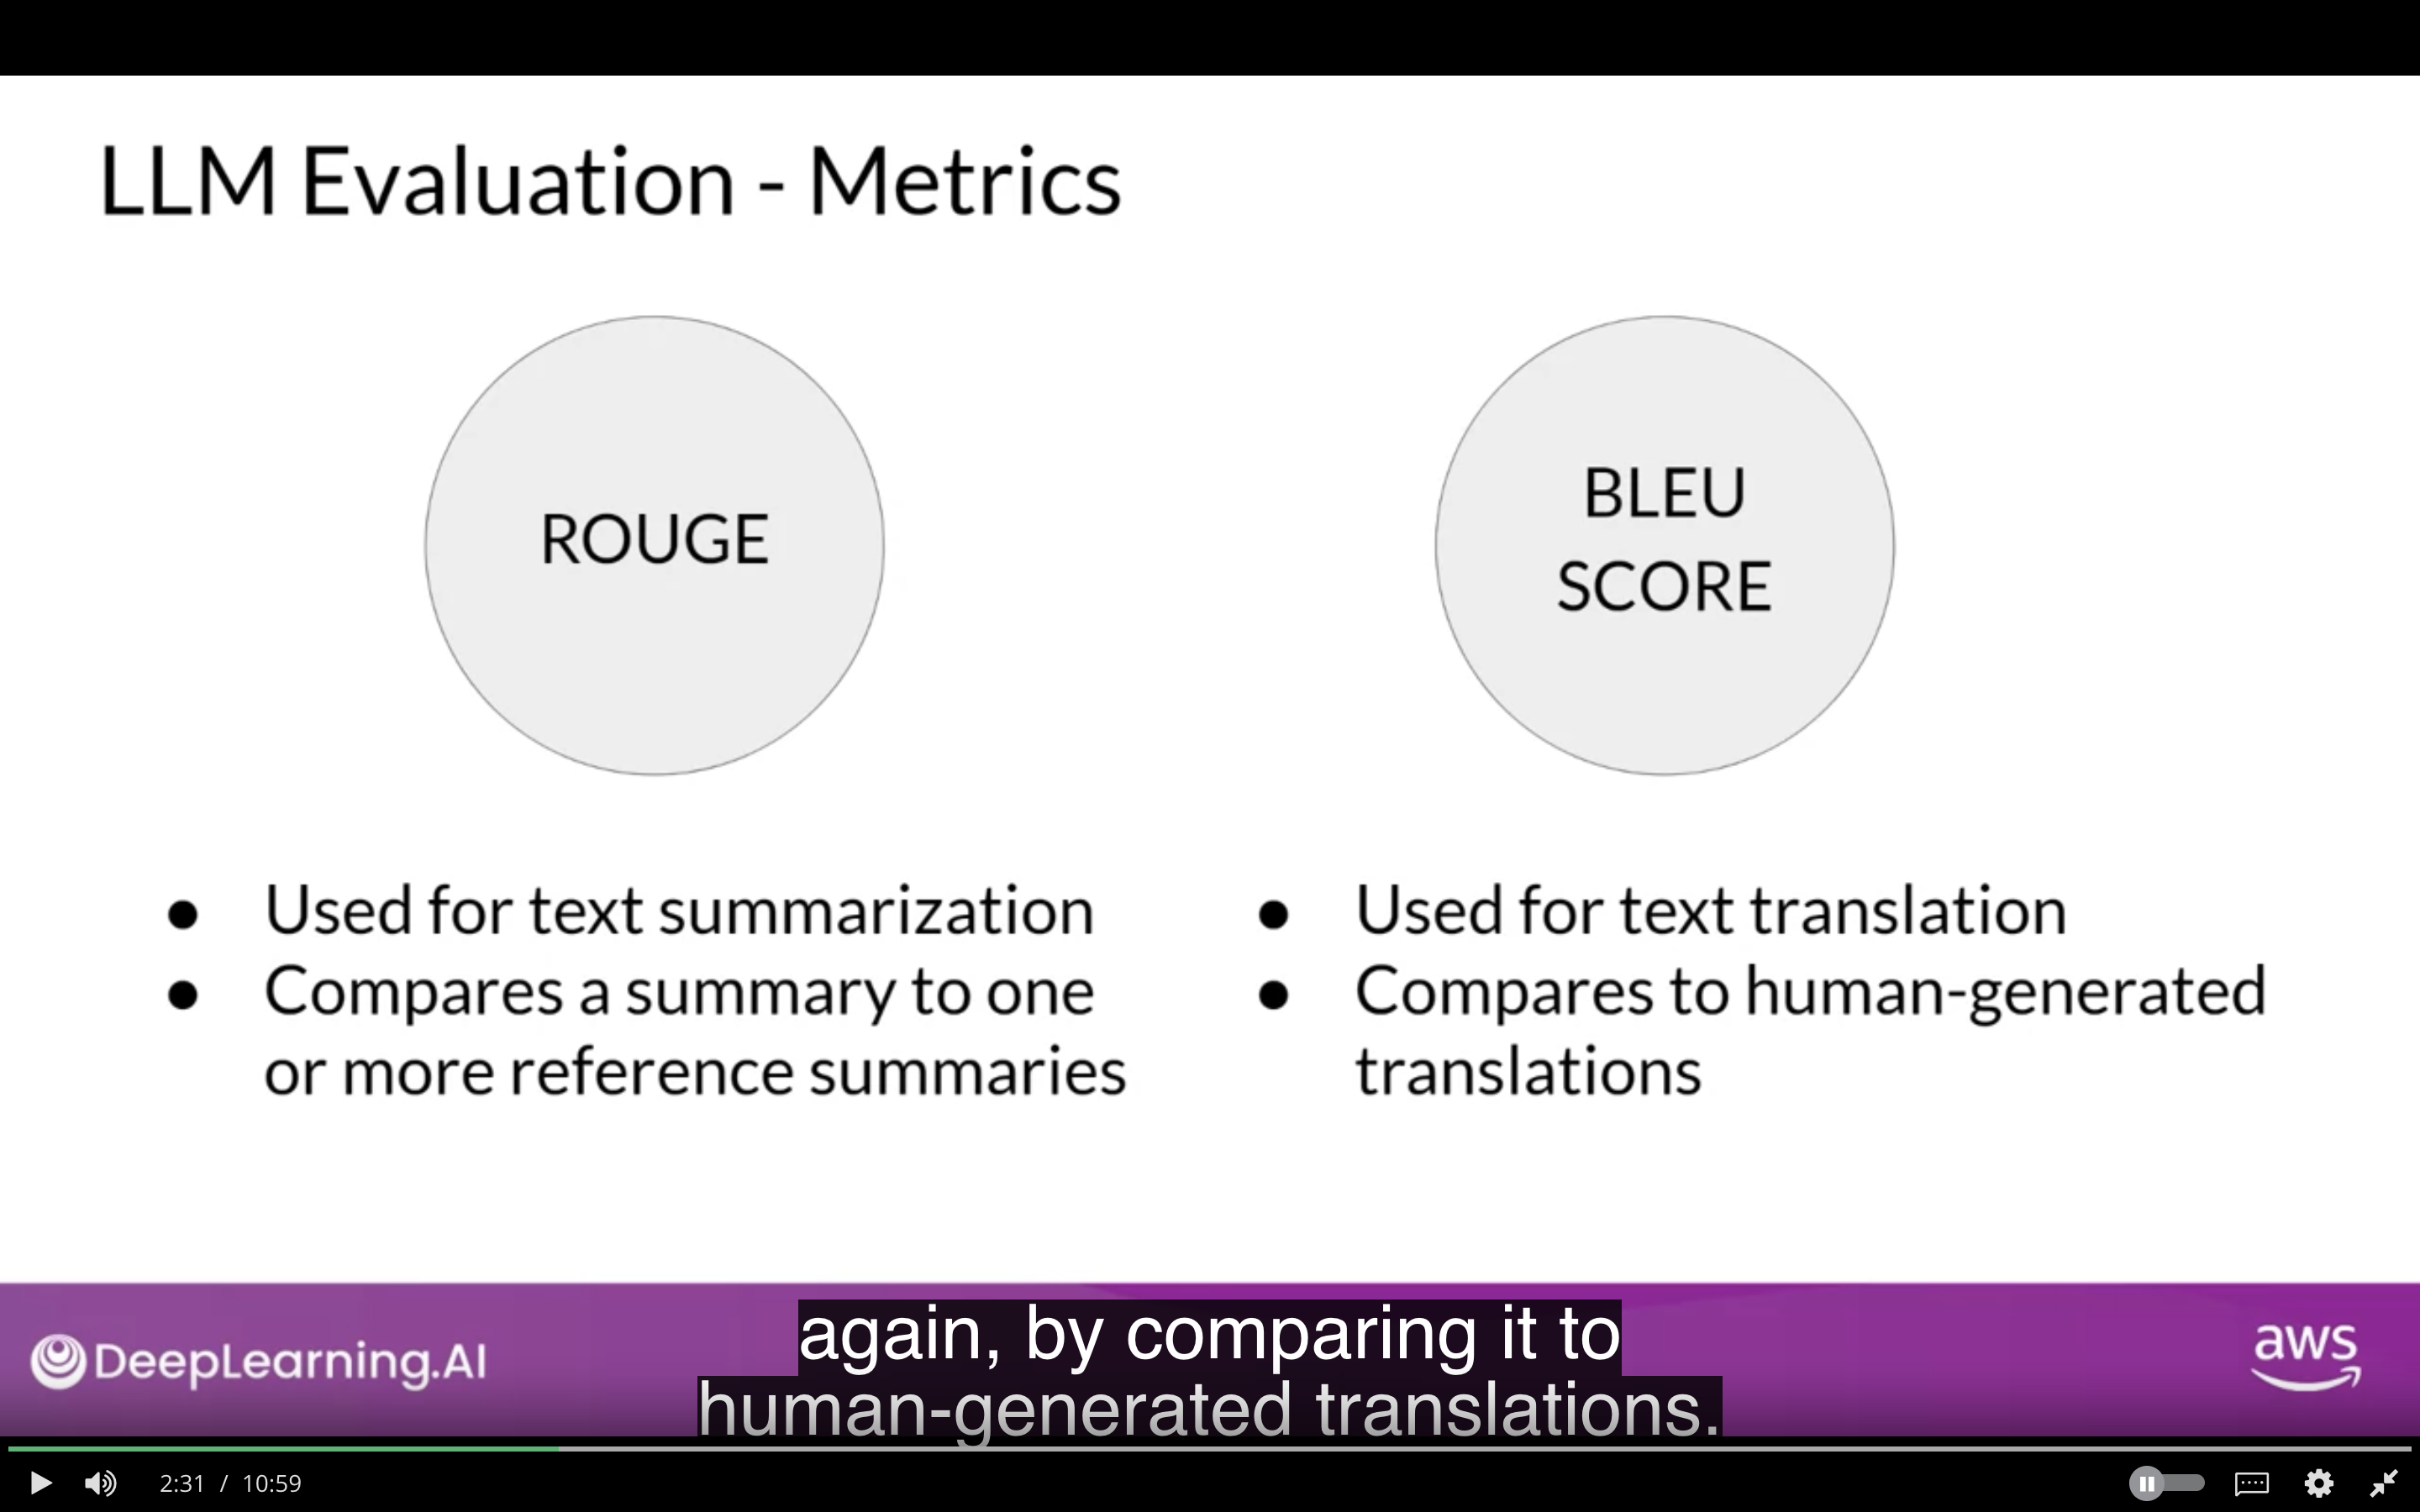 LLM Evaluation - Metrics
ROUGE
BLEU
SCORE
● Used for text summarization
● Compares a summary to one
or more reference summaries
● Used for text translation
● Compares to human-generated
translations
DeepLearning.AI
again, by comparing it to
human-generated translations.
aws
2:31 / 10:59